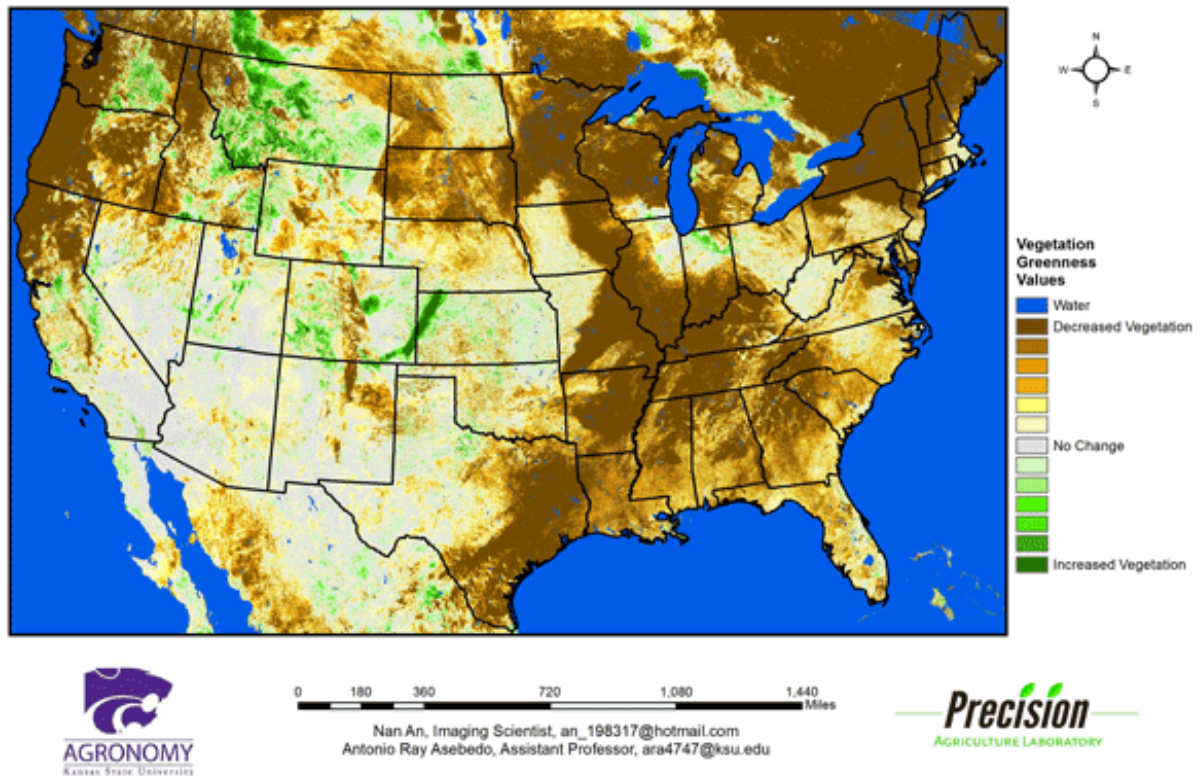 N
W E
S
Vegetation
Greenness
Values
Water
Decreased Vegetation
No Change
Increased Vegetation
0 180 360 720 1,080 1,440
Miles
Nan An, Imaging Scientist, an_198317@hotmail.com
Antonio Ray Asebedo, Assistant Professor, ara4747@ksu.edu
AGRONOMY
Kansas State University
Precision
AGRICULTURE LABORATORY